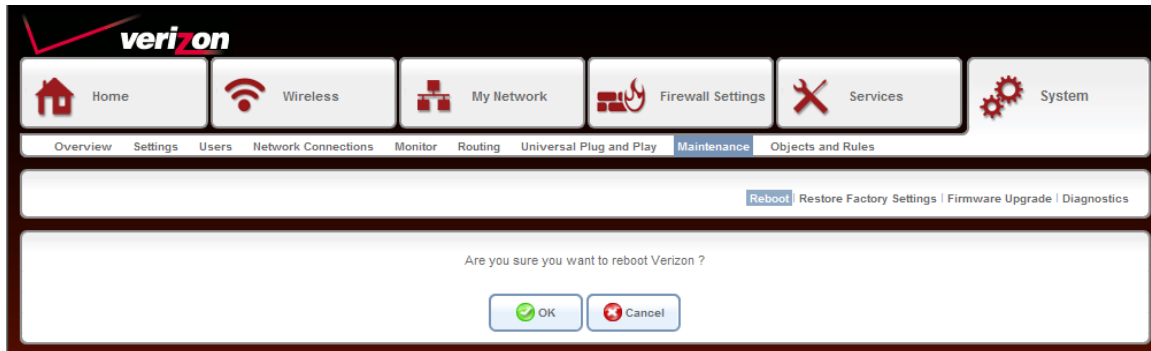 verizon
Home Wireless My Network Firewall Settings Services System
Overview Settings Users Network Connections Monitor Routing Universal Plug and Play Maintenance Objects and Rules
Reboot | Restore Factory Settings | Firmware Upgrade | Diagnostics
Are you sure you want to reboot Verizon ?
OK Cancel